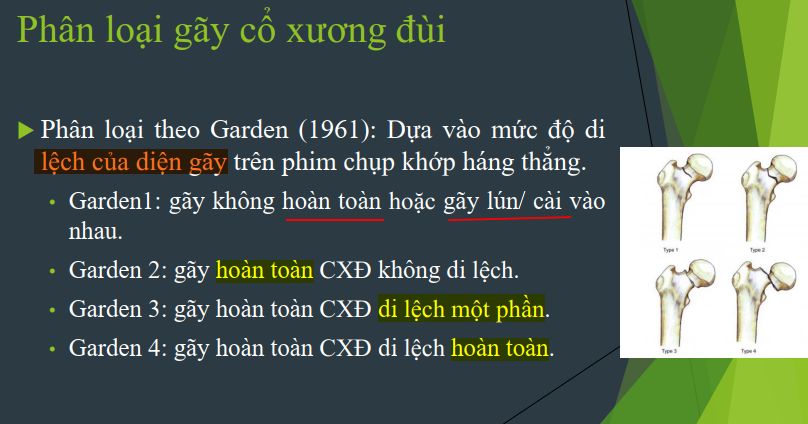 Phân loại gãy cổ xương đùi
Phân loại theo Garden (1961): Dựa vào mức độ di
lệch của diện gãy trên phim chụp khớp háng thẳng.
• Garden1: gãy không hoàn toàn hoặc gãy lún/ cài vào
nhau.
• Garden 2: gãy hoàn toàn CXĐ không di lệch.
• Garden 3: gãy hoàn toàn CXĐ di lệch một phần.
• Garden 4: gãy hoàn toàn CXĐ di lệch hoàn toàn.
Type 1
Type 2
Type 3
Type 4